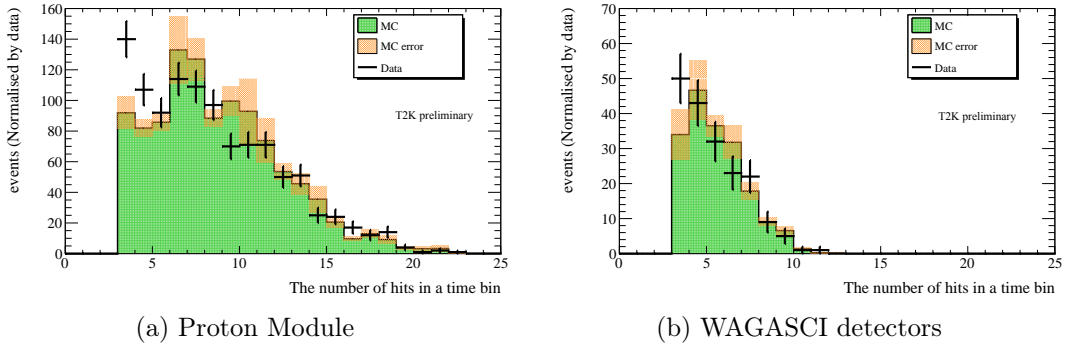 events (Normalised by data)
160
140
120
100
80
60
40
20
0
0 5 10 15 20 25
The number of hits in a time bin
MC
MC error
Data
T2K preliminary
(a) Proton Module
events (Normalised by data)
70
60
50
40
30
20
10
0
0 5 10 15 20 25
The number of hits in a time bin
MC
MC error
Data
T2K preliminary
(b) WAGASCI detectors